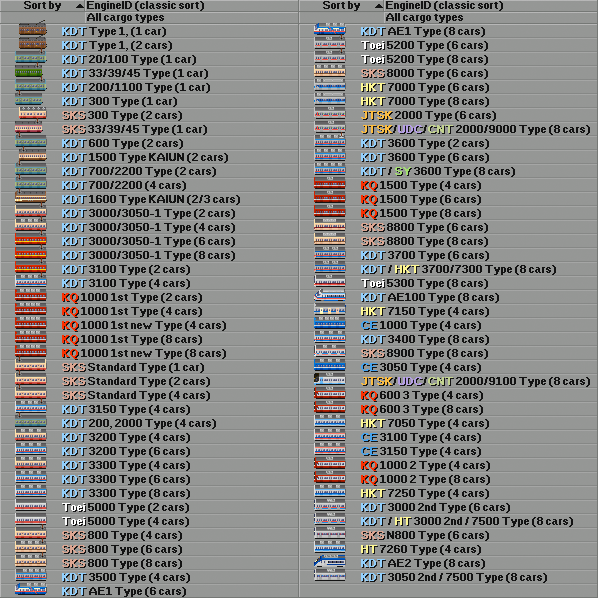 Sort by EngineID (classic sort)
All cargo types
KDT Type 1, (1 car)
KDT Type 1, (2 cars)
KDT 20/100 Type (1 car)
KDT 33/39/45 Type (1 car)
KDT 200/1100 Type (1 car)
KDT 300 Type (1 car)
SKS 300 Type (2 cars)
SKS 33/39/45 Type (1 car)
KDT 600 Type (2 cars)
KDT 1500 Type KAIUN (2 cars)
KDT 700/2200 Type (2 cars)
KDT 700/2200 (4 cars)
KDT 1600 Type KAIUN (2/3 cars)
KDT 3000/3050-1 Type (2 cars)
KDT 3000/3050-1 Type (4 cars)
KDT 3000/3050-1 Type (6 cars)
KDT 3000/3050-1 Type (8 cars)
KDT 3100 Type (2 cars)
KDT 3100 Type (4 cars)
KQ 1000 1st Type (2 cars)
KQ 1000 1st new Type (4 cars)
KQ 1000 1st Type (8 cars)
KQ 1000 1st new Type (8 cars)
SKS Standard Type (1 car)
SKS Standard Type (2 cars)
SKS Standard Type (4 cars)
KDT 3150 Type (4 cars)
KDT 200, 2000 Type (4 cars)
KDT 3200 Type (4 cars)
KDT 3200 Type (6 cars)
KDT 3300 Type (4 cars)
KDT 3300 Type (6 cars)
KDT 3300 Type (8 cars)
Toei 5000 Type (2 cars)
Toei 5000 Type (4 cars)
SKS 800 Type (4 cars)
SKS 800 Type (6 cars)
SKS 800 Type (8 cars)
KDT 3500 Type (4 cars)
KDT AE1 Type (6 cars)
Sort by EngineID (classic sort)
All cargo types
KDT AE1 Type (8 cars)
Toei 5200 Type (6 cars)
Toei 5200 Type (8 cars)
SKS 8000 Type (6 cars)
HKT 7000 Type (6 cars)
HKT 7000 Type (8 cars)
JTSK 2000 Type (6 cars)
JTSK/UDC/CNT 2000/9000 Type (8 cars)
KDT 3600 Type (2 cars)
KDT 3600 Type (6 cars)
KDT / SY 3600 Type (8 cars)
KQ 1500 Type (4 cars)
KQ 1500 Type (6 cars)
KQ 1500 Type (8 cars)
SKS 8800 Type (6 cars)
SKS 8800 Type (8 cars)
KDT 3700 Type (6 cars)
KDT / HKT 3700/7300 Type (8 cars)
Toei 5300 Type (8 cars)
KDT AE100 Type (8 cars)
HKT 7150 Type (4 cars)
CE 1000 Type (4 cars)
KDT 3400 Type (8 cars)
SKS 8900 Type (8 cars)
CE 3050 Type (4 cars)
JTSK/UDC/CNT 2000/9100 Type (8 cars)
KQ 600 3 Type (4 cars)
KQ 600 3 Type (8 cars)
HKT 7050 Type (4 cars)
CE 3100 Type (4 cars)
CE 3150 Type (4 cars)
KQ 1000 2 Type (4 cars)
KQ 1000 2 Type (8 cars)
HKT 7250 Type (4 cars)
KDT 3000 2nd Type (6 cars)
KDT / HT 3000 2nd / 7500 Type (8 cars)
SKS N800 Type (6 cars)
HT 7260 Type (4 cars)
KDT AE2 Type (8 cars)
KDT 3050 2nd / 7500 Type (8 cars)